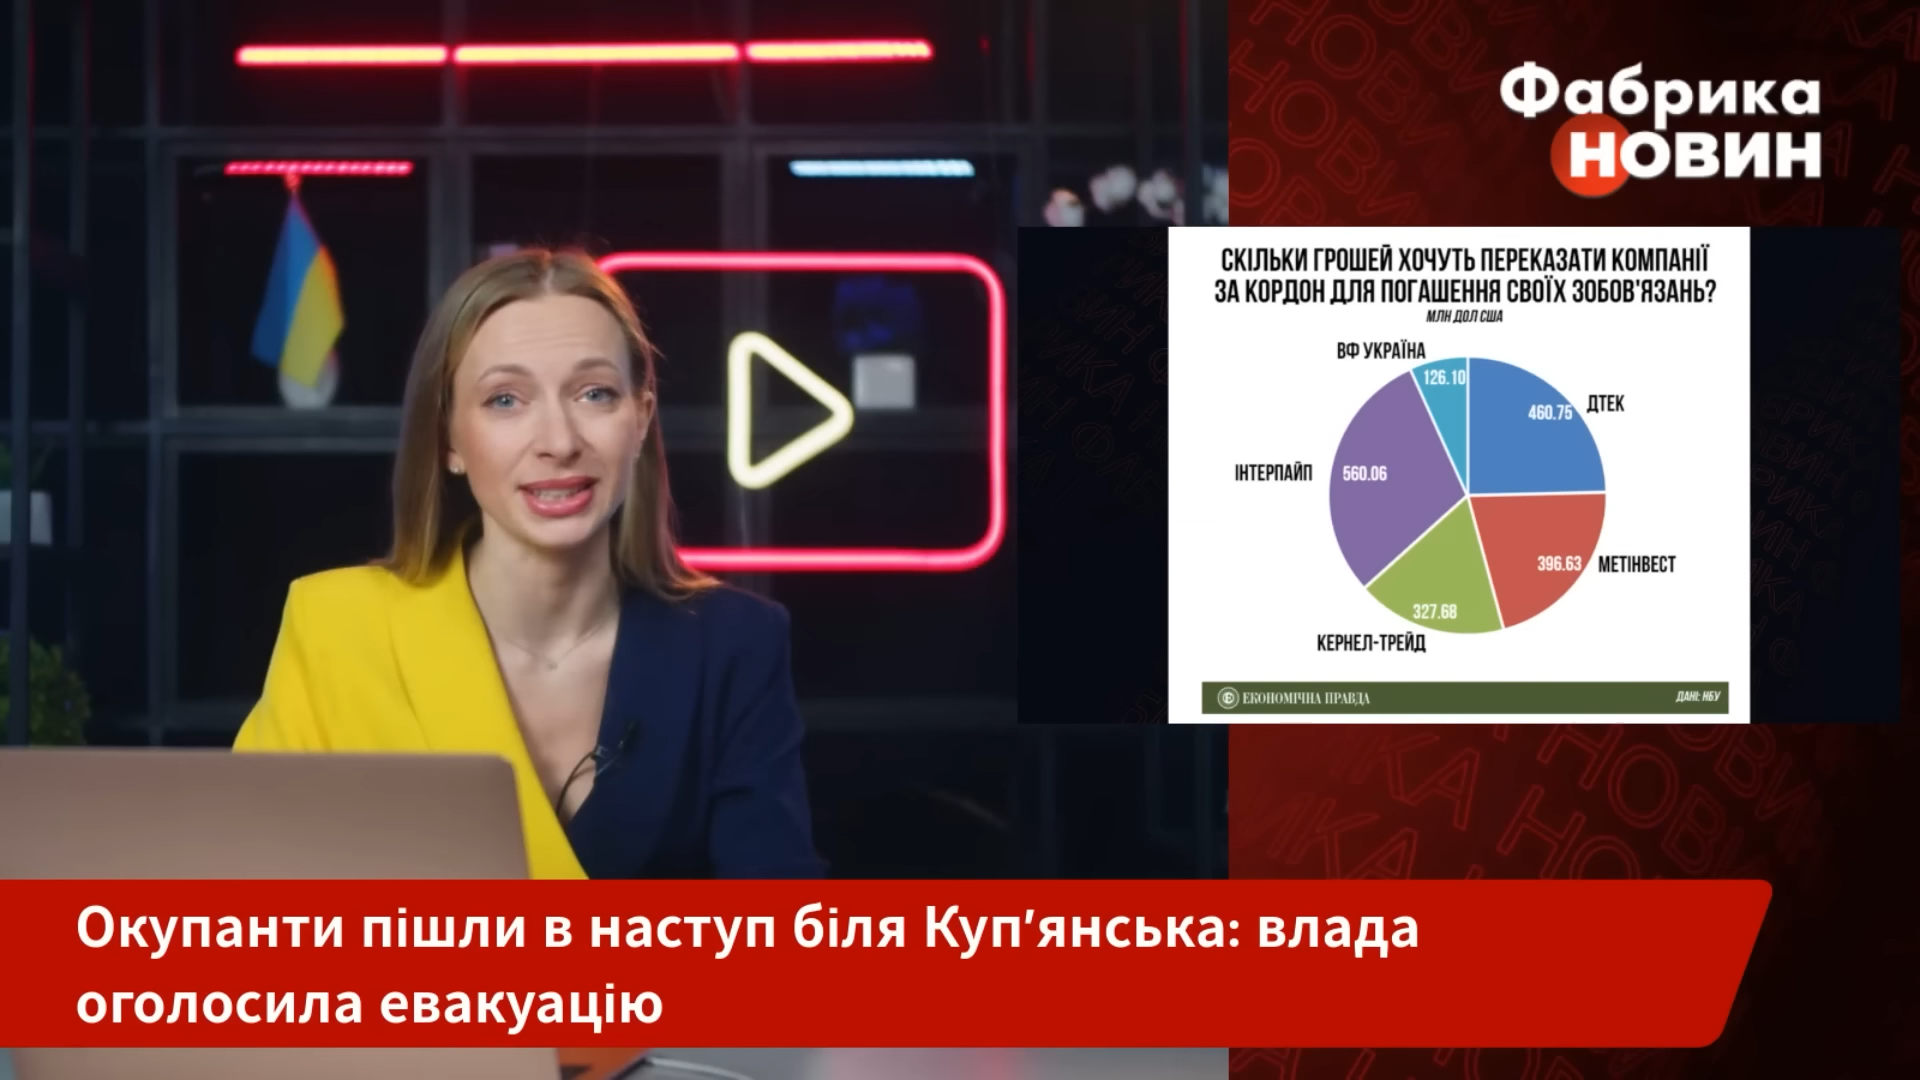 Фабрика
НОВИН
СКІЛЬКИ ГРОШЕЙ ХОЧУТЬ ПЕРЕКАЗАТИ КОМПАНІЇ
ЗА КОРДОН ДЛЯ ПОГАШЕННЯ СВОЇХ ЗОБОВ'ЯЗАНЬ?
МЛН ДОЛ США
ВФ УКРАЇНА
126.10
460.75
ДТЕК
ІНТЕРПАЙП
560.06
396.63
МЕТІНВЕСТ
327.68
КЕРНЕЛ-ТРЕЙД
ЕКОНОМІЧНА ПРАВДА
ДАНІ: НБУ
Окупанти пішли в наступ біля Куп'янська: влада
оголосила евакуацію